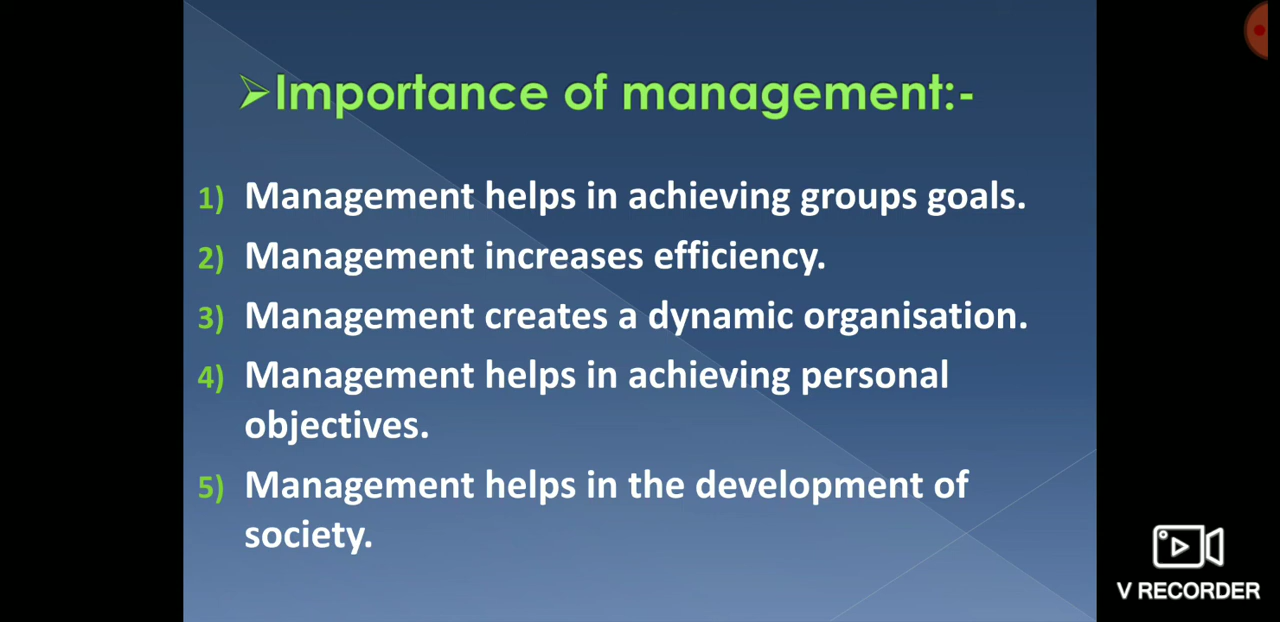 ➢Importance of management:-
1) Management helps in achieving groups goals.
2) Management increases efficiency.
3) Management creates a dynamic organisation.
4) Management helps in achieving personal
objectives.
5) Management helps in the development of
society.
V RECORDER